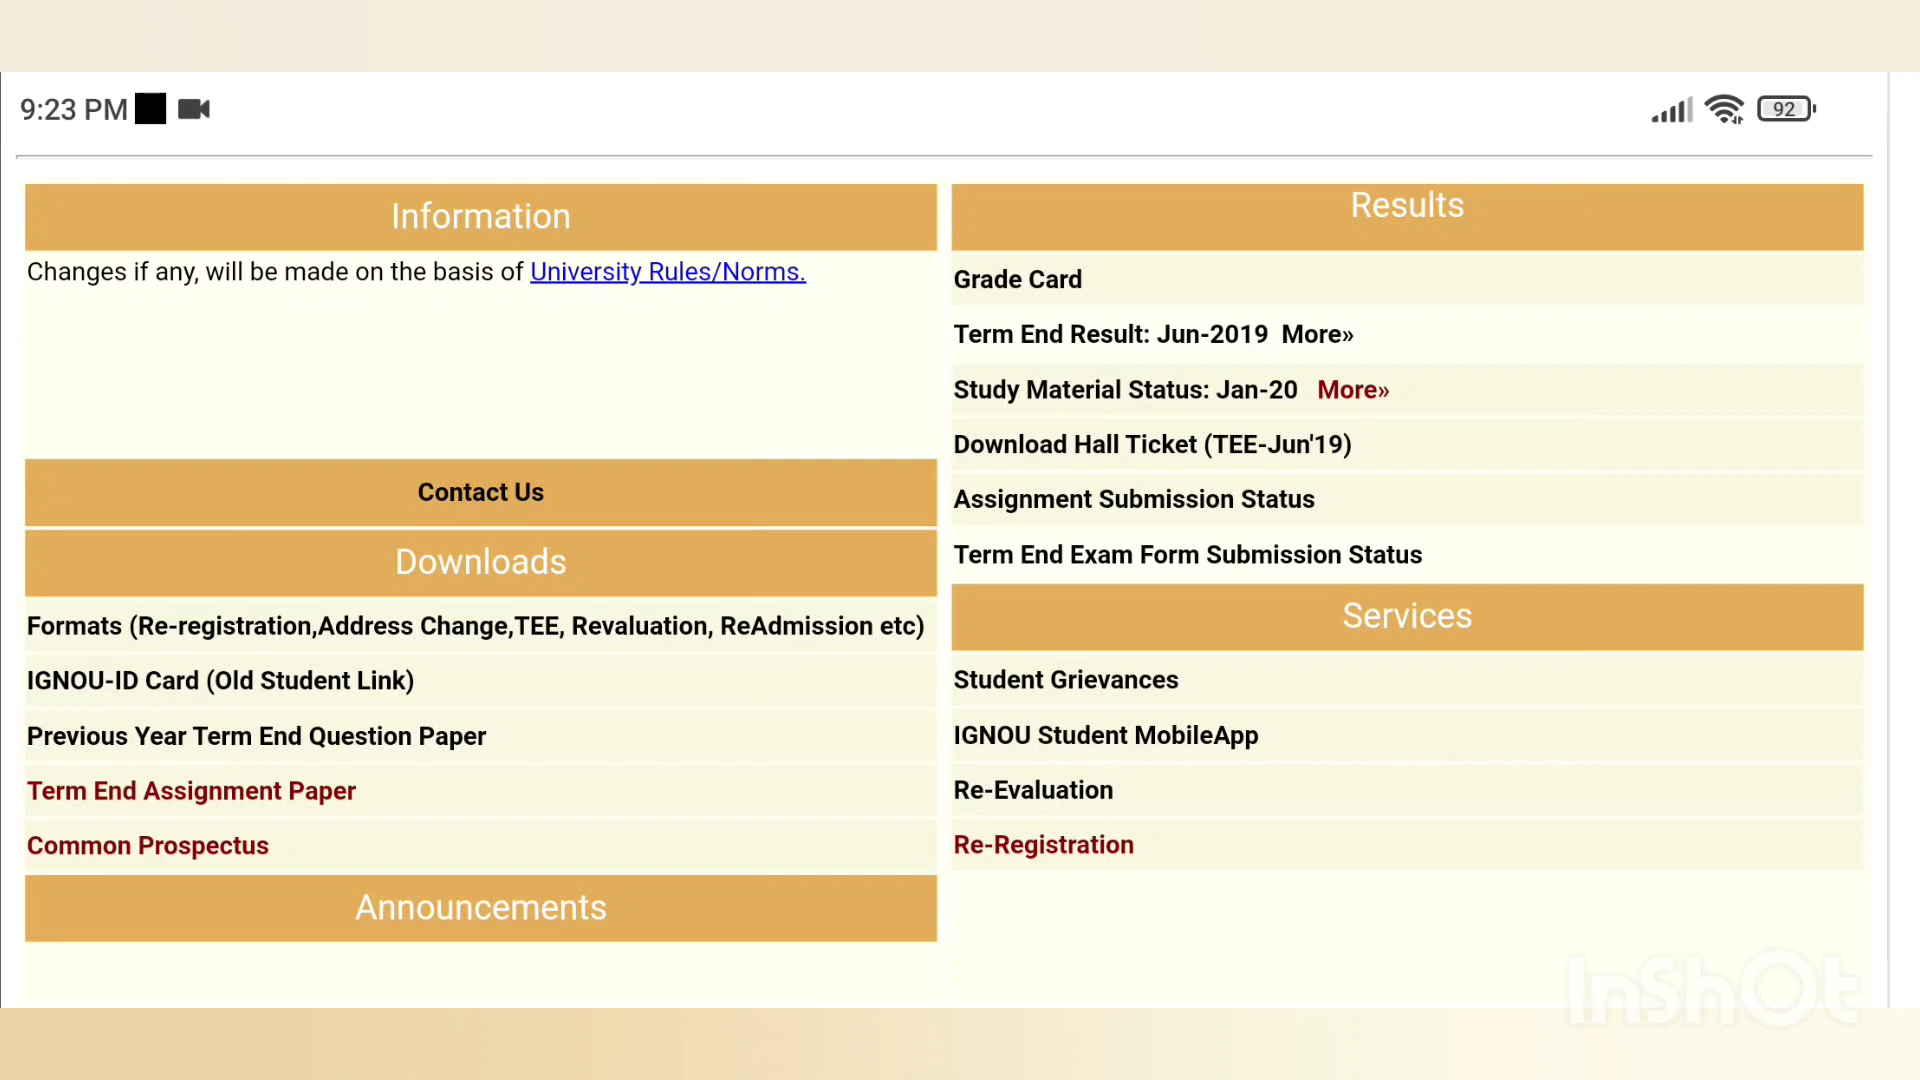 9:23 PM
92
Information
Changes if any, will be made on the basis of University Rules/Norms.
Contact Us
Downloads
Formats (Re-registration,Address Change,TEE, Revaluation, ReAdmission etc)
IGNOU-ID Card (Old Student Link)
Previous Year Term End Question Paper
Term End Assignment Paper
Common Prospectus
Announcements
Results
Grade Card
Term End Result: Jun-2019 More»
Study Material Status: Jan-20 More»
Download Hall Ticket (TEE-Jun'19)
Assignment Submission Status
Term End Exam Form Submission Status
Services
Student Grievances
IGNOU Student MobileApp
Re-Evaluation
Re-Registration
InShOt